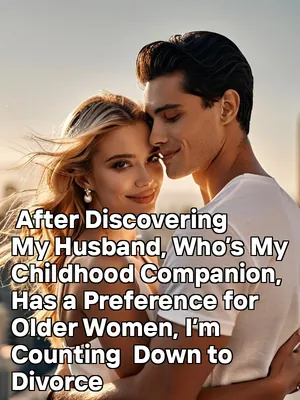 After Discovering
My Husband, Who's My
Childhood Companion,
Has a Preference for
Older Women, I'm
Counting Down to
Divorce